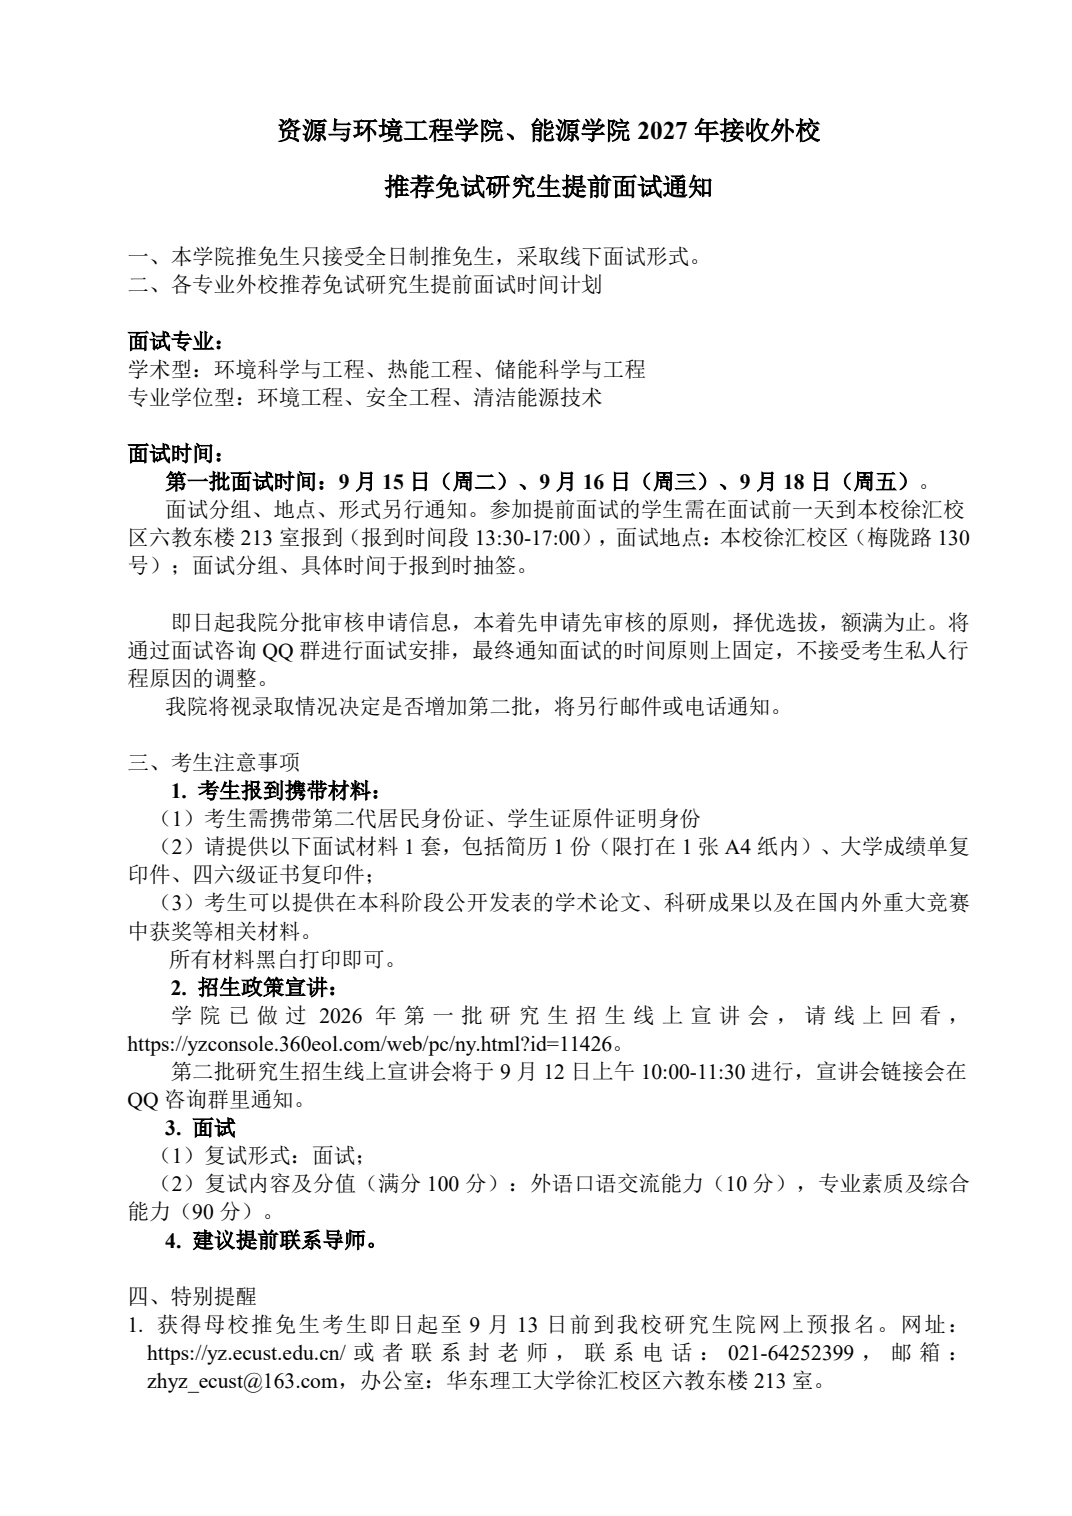 资源与环境工程学院、能源学院 2027 年接收外校
推荐免试研究生提前面试通知
一、本学院推免生只接受全日制推免生，采取线下面试形式。
二、各专业外校推荐免试研究生提前面试时间计划
面试专业：
学术型：环境科学与工程、热能工程、储能科学与工程
专业学位型：环境工程、安全工程、清洁能源技术
面试时间：
第一批面试时间：9 月 15 日（周二）、9 月 16 日（周三）、9 月 18 日（周五）。
面试分组、地点、形式另行通知。参加提前面试的学生需在面试前一天到本校徐汇校
区六教东楼 213 室报到（报到时间段 13:30-17:00），面试地点：本校徐汇校区（梅陇路 130
号）；面试分组、具体时间于报到时抽签。
即日起我院分批审核申请信息，本着先申请先审核的原则，择优选拔，额满为止。将
通过面试咨询 QQ 群进行面试安排，最终通知面试的时间原则上固定，不接受考生私人行
程原因的调整。
我院将视录取情况决定是否增加第二批，将另行邮件或电话通知。
三、考生注意事项
1. 考生报到携带材料：
（1）考生需携带第二代居民身份证、学生证原件证明身份
（2）请提供以下面试材料 1 套，包括简历 1 份（限打在 1 张 A4 纸内）、大学成绩单复
印件、四六级证书复印件；
（3）考生可以提供在本科阶段公开发表的学术论文、科研成果以及在国内外重大竞赛
中获奖等相关材料。
所有材料黑白打印即可。
2. 招生政策宣讲：
学院已做过 2026 年第一批研究生招生线上宣讲会，请线上回看，
https://yzconsole.360eol.com/web/pc/ny.html?id=11426。
第二批研究生招生线上宣讲会将于 9 月 12 日上午 10:00-11:30 进行，宣讲会链接会在
QQ 咨询群里通知。
3. 面试
（1）复试形式：面试；
（2）复试内容及分值（满分 100 分）：外语口语交流能力（10 分），专业素质及综合
能力（90 分）。
4. 建议提前联系导师。
四、特别提醒
1. 获得母校推免生考生即日起至 9 月 13 日前到我校研究生院网上预报名。网址：
https://yz.ecust.edu.cn/ 或者联系封老师，联系电话：021-64252399，邮箱：
zhyz_ecust@163.com，办公室：华东理工大学徐汇校区六教东楼 213 室。